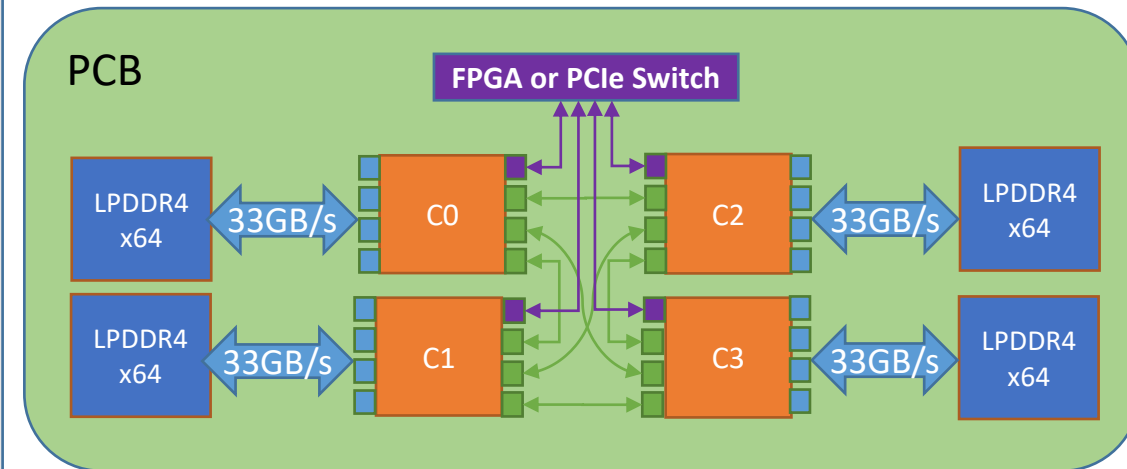 PCB
FPGA or PCIe Switch
LPDDR4
x64
33GB/s
C0
C2
33GB/s
LPDDR4
x64
LPDDR4
x64
33GB/s
C1
C3
33GB/s
LPDDR4
x64